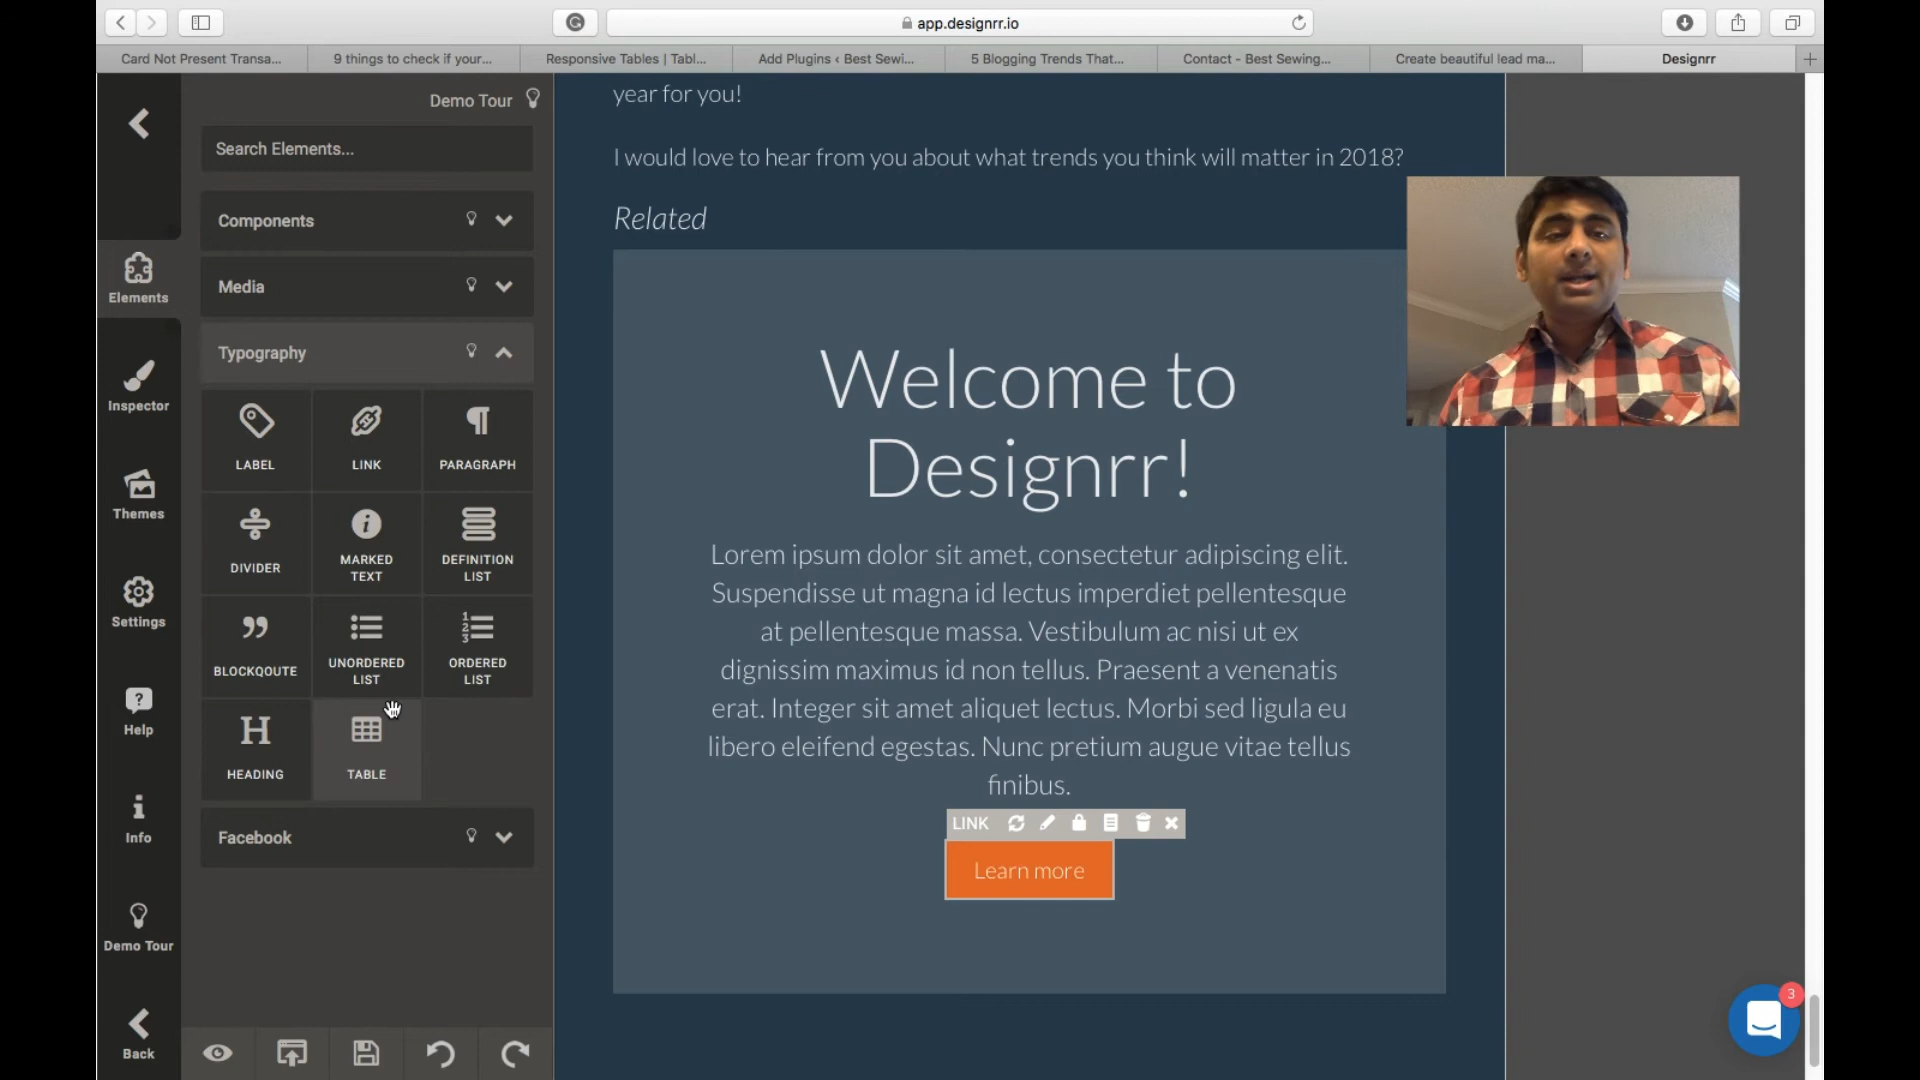 app.designrr.io
Card Not Present Transa...
9 things to check if your...
Responsive Tables | Tabl...
Add Plugins ‹ Best Sewi...
5 Blogging Trends That...
Contact - Best Sewing...
Create beautiful lead ma...
Designrr
Demo Tour
Search Elements...
Components
Media
Typography
LABEL
LINK
PARAGRAPH
DIVIDER
MARKED
TEXT
DEFINITION
LIST
BLOCKQOUTE
UNORDERED
LIST
ORDERED
LIST
HEADING
TABLE
Facebook
Elements
Inspector
Themes
Settings
Help
Info
Demo Tour
Back
year for you!
I would love to hear from you about what trends you think will matter in 2018?
Related
Welcome to
Designrr!
Lorem ipsum dolor sit amet, consectetur adipiscing elit.
Suspendisse ut magna id lectus imperdiet pellentesque
at pellentesque massa. Vestibulum ac nisi ut ex
dignissim maximus id non tellus. Praesent a venenatis
erat. Integer sit amet aliquet lectus. Morbi sed ligula eu
libero eleifend egestas. Nunc pretium augue vitae tellus
finibus.
LINK
Learn more
3